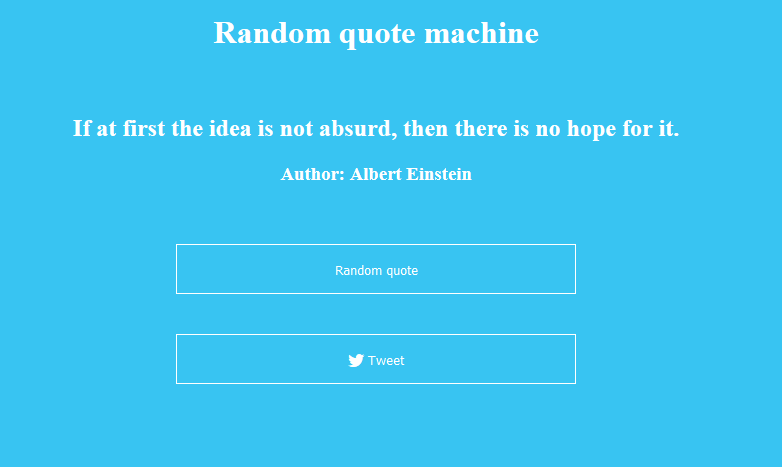 Random quote machine
If at first the idea is not absurd, then there is no hope for it.
Author: Albert Einstein
Random quote
Tweet